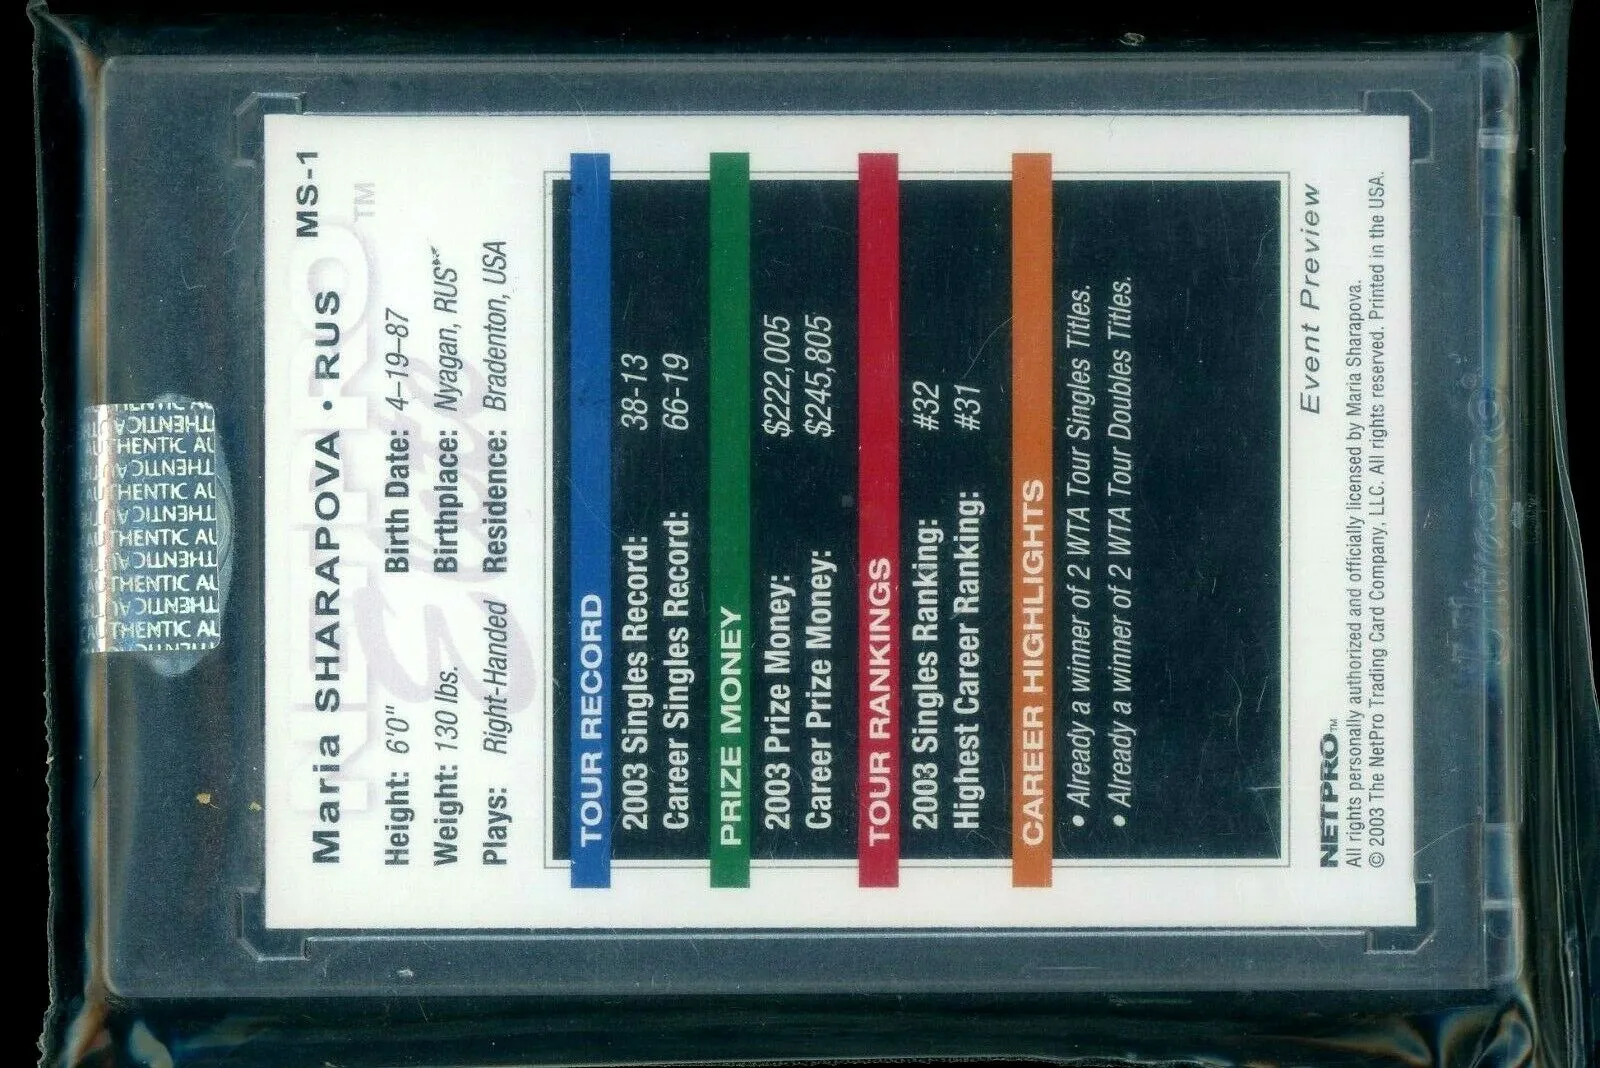 Maria SHARAPOVA • RUS MS-1
NETPRO™
Elite
Height: 6'0" Birth Date: 4–19–87
Weight: 130 lbs. Birthplace: Nyagan, RUS
Plays: Right-Handed Residence: Bradenton, USA
TOUR RECORD
2003 Singles Record: 38-13
Career Singles Record: 66-19
PRIZE MONEY
2003 Prize Money: $222,005
Career Prize Money: $245,805
TOUR RANKINGS
2003 Singles Ranking: #32
Highest Career Ranking: #31
CAREER HIGHLIGHTS
• Already a winner of 2 WTA Tour Singles Titles.
• Already a winner of 2 WTA Tour Doubles Titles.
NETPRO™ Event Preview
All rights personally authorized and officially licensed by Maria Sharapova.
© 2003 The NetPro Trading Card Company, LLC. All rights reserved. Printed in the USA.
AUTHENTIC